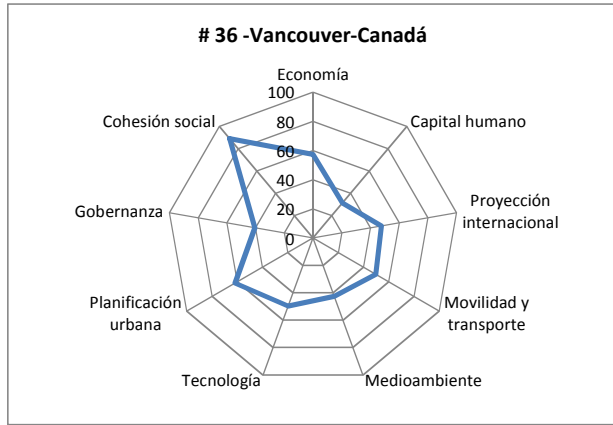 # 36 -Vancouver-Canadá
Economía
100
80
60
40
20
0
Capital humano
Proyección
internacional
Movilidad y
transporte
Medioambiente
Tecnología
Planificación
urbana
Gobernanza
Cohesión social